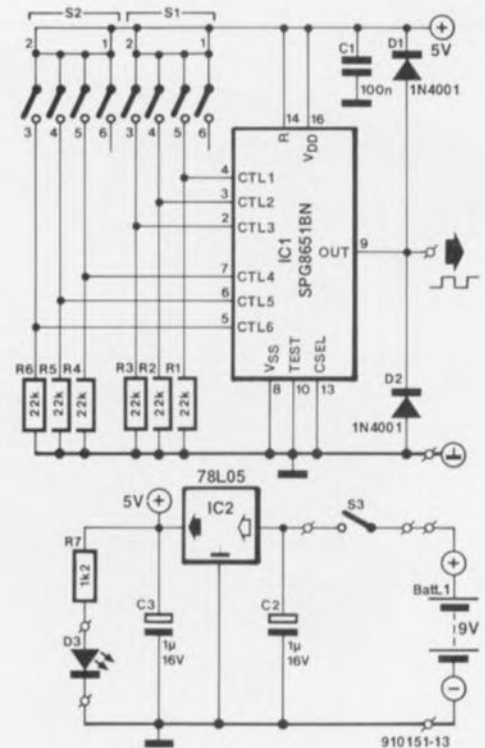 S2 S1
2 1 2 1
3 4 5 6 3 4 5 6
C1
100n
D1
5V
1N4001
14 16
R
VDD
4 CTL1
3 CTL2
2 CTL3
7 CTL4
6 CTL5
5 CTL6
IC1
SPG8651BN
OUT 9
VSS
TEST
CSEL
8 10 13
R6 R5 R4 R3 R2 R1
22k 22k 22k 22k 22k 22k
D2
1N4001
78L05
5V
IC2
S3
R7
1k2
C3
1µ
16V
C2
1µ
16V
Batt.1
9V
D3
910151-13